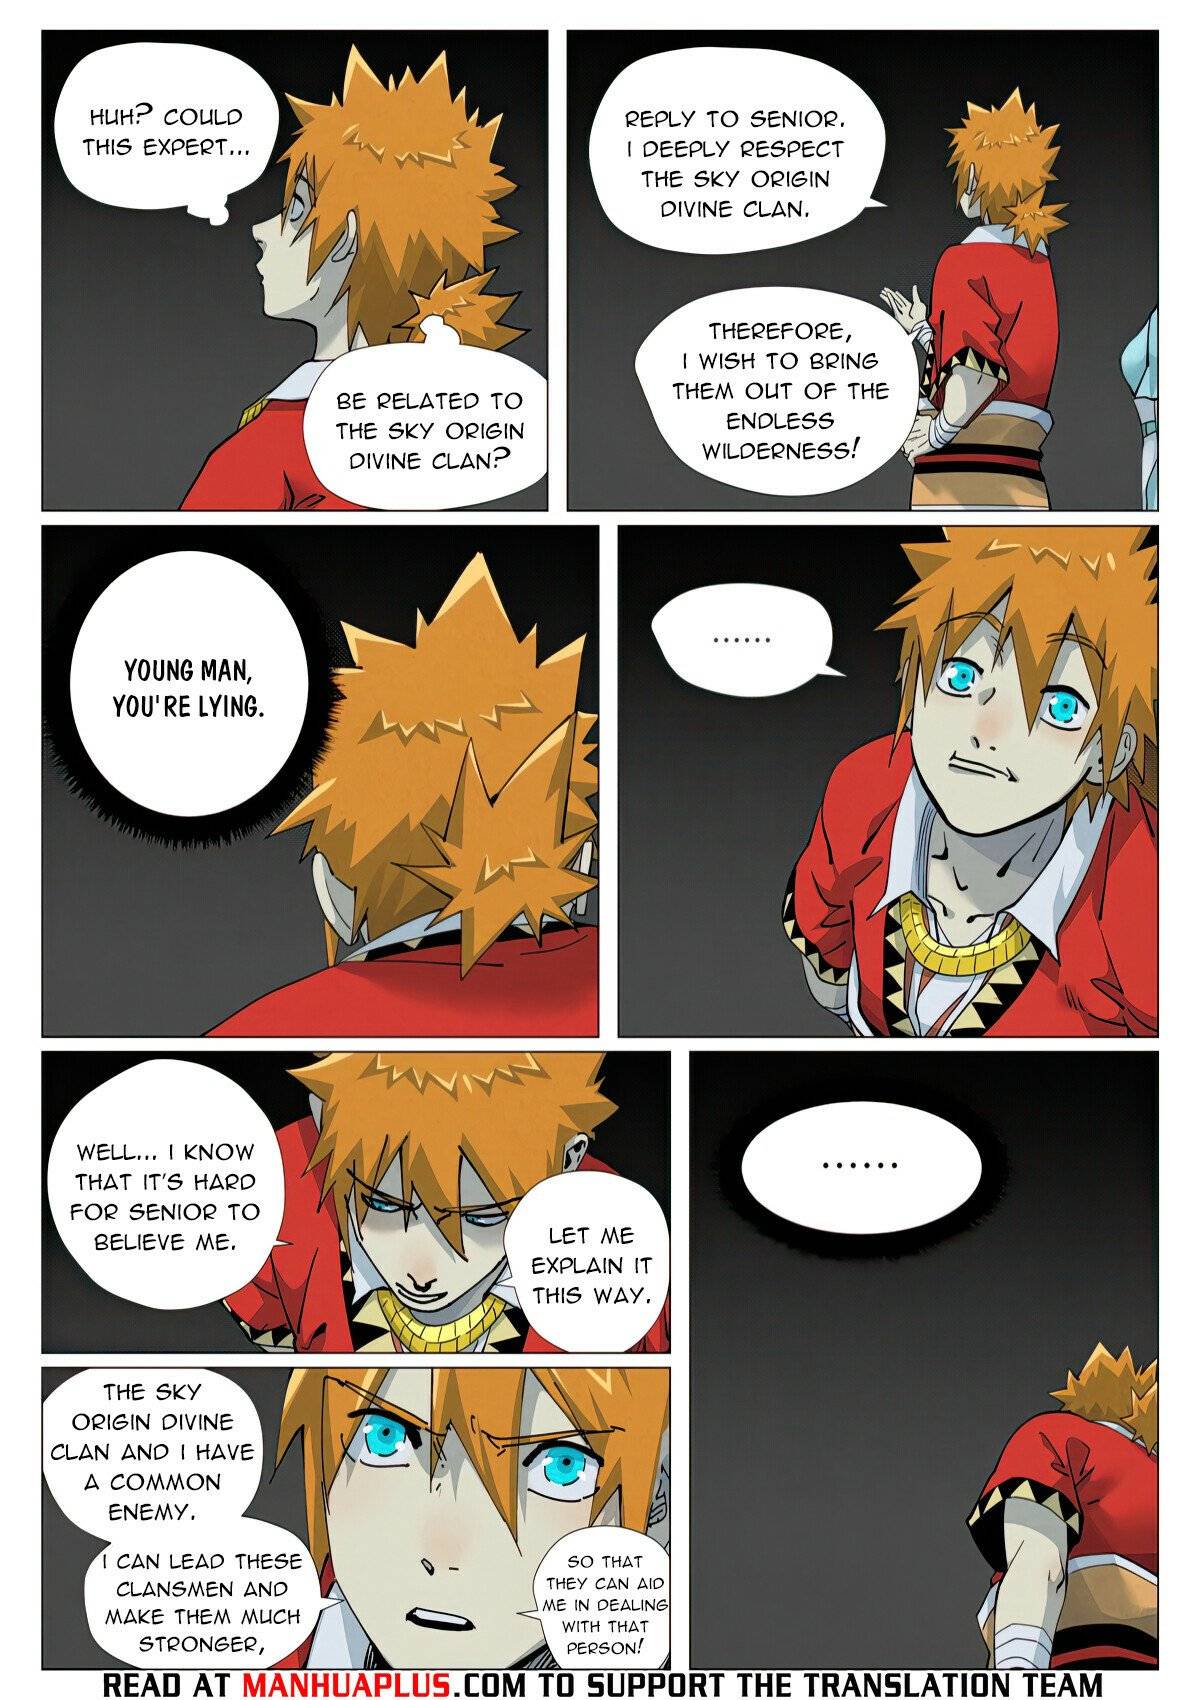 HUH? COULD
THIS EXPERT...
BE RELATED TO
THE SKY ORIGIN
DIVINE CLAN?
REPLY TO SENIOR.
I DEEPLY RESPECT
THE SKY ORIGIN
DIVINE CLAN.
THEREFORE,
I WISH TO BRING
THEM OUT OF THE
ENDLESS
WILDERNESS!
YOUNG MAN,
YOU'RE LYING.
......
WELL... I KNOW
THAT IT'S HARD
FOR SENIOR TO
BELIEVE ME.
LET ME
EXPLAIN IT
THIS WAY.
THE SKY
ORIGIN DIVINE
CLAN AND I HAVE
A COMMON
ENEMY.
I CAN LEAD THESE
CLANSMEN AND
MAKE THEM MUCH
STRONGER,
SO THAT
THEY CAN AID
ME IN DEALING
WITH THAT
PERSON!
......
READ AT MANHUAPLUS.COM TO SUPPORT THE TRANSLATION TEAM